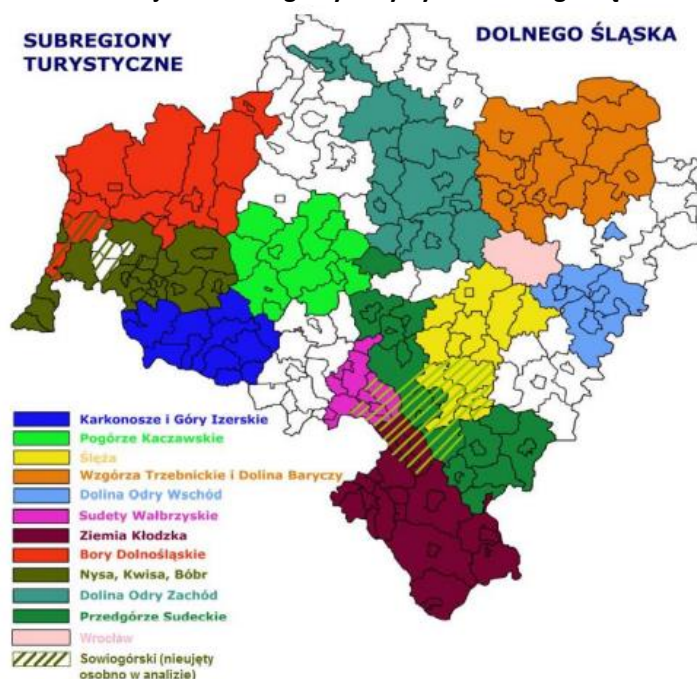 SUBREGIONY
TURYSTYCZNE
DOLNEGO ŚLĄSKA
Karkonosze i Góry Izerskie
Pogórze Kaczawskie
Ślęża
Wzgórza Trzebnickie i Dolina Baryczy
Dolina Odry Wschód
Sudety Wałbrzyskie
Ziemia Kłodzka
Bory Dolnośląskie
Nysa, Kwisa, Bóbr
Dolina Odry Zachód
Przedgórze Sudeckie
Wrocław
Sowiogórski (nieujęty
osobno w analizie)